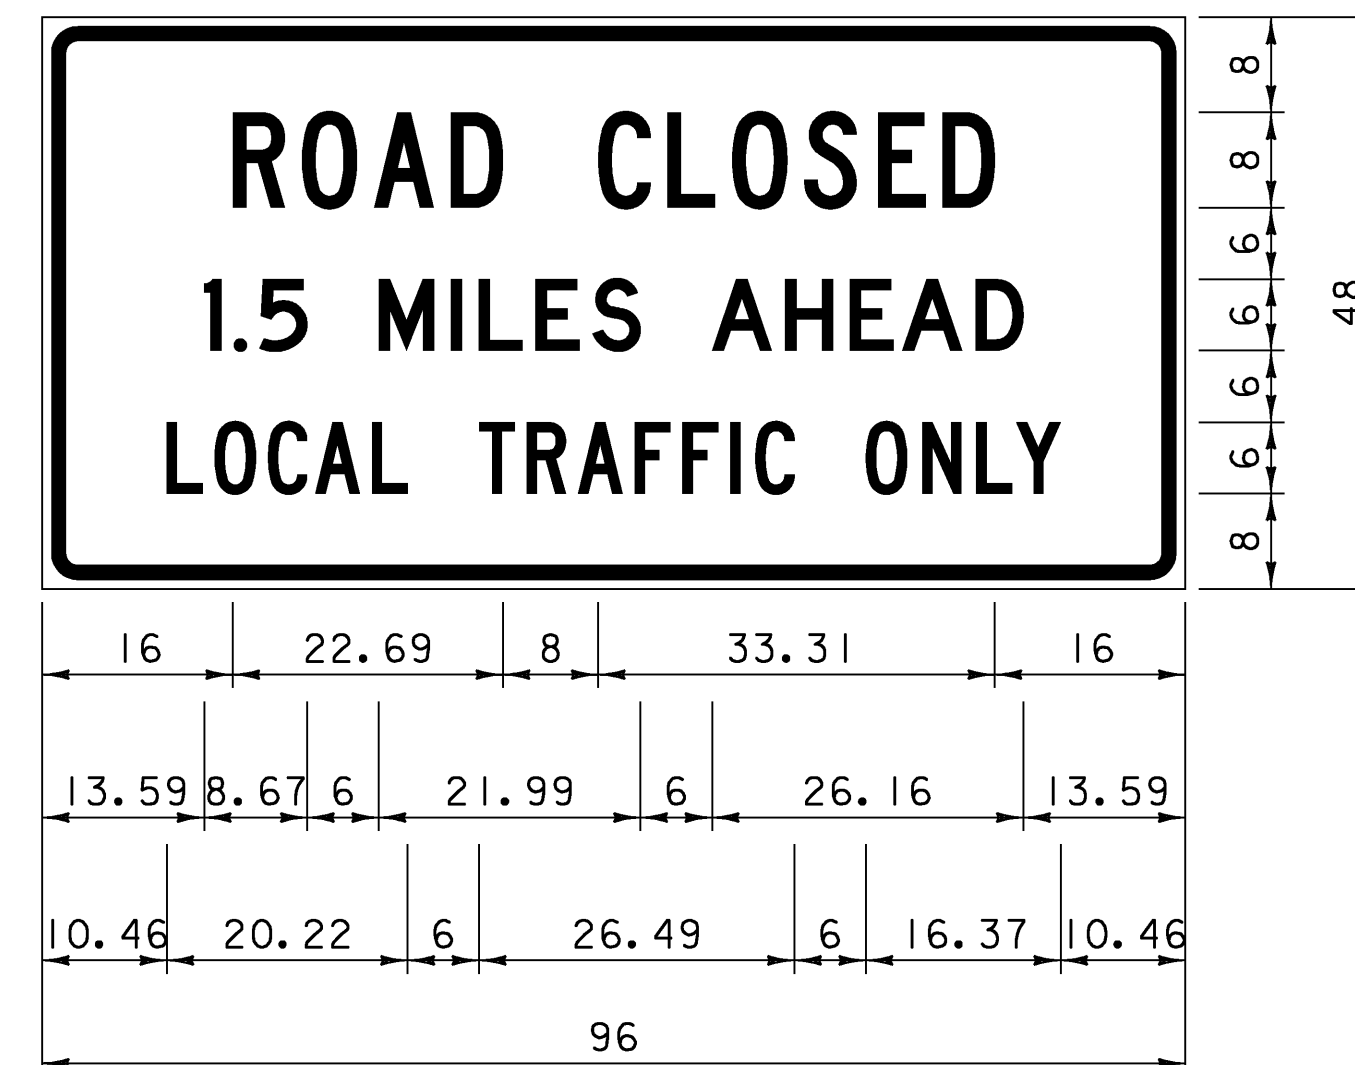 ROAD CLOSED
1.5 MILES AHEAD
LOCAL TRAFFIC ONLY
8
8
6
6
6
6
8
48
16 22.69 8 33.31 16
13.59 8.67 6 21.99 6 26.16 13.59
10.46 20.22 6 26.49 6 16.37 10.46
96